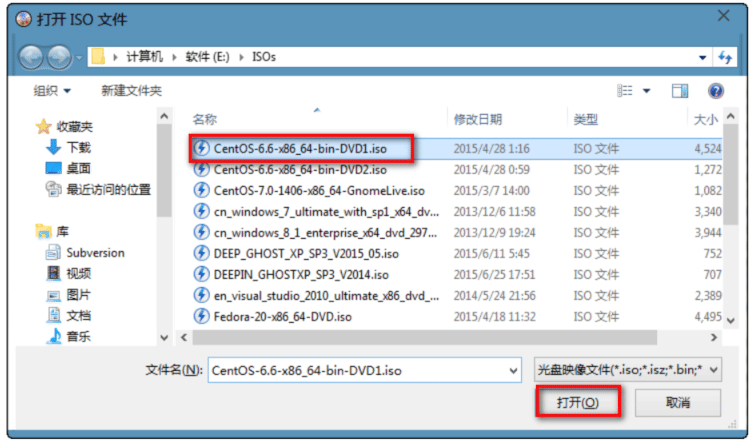 打开 ISO 文件
计算机 软件 (E:) ISOs
组织 新建文件夹
名称 修改日期 类型 大小
收藏夹
下载
桌面
最近访问的位置
库
Subversion
视频
图片
文档
音乐
CentOS-6.6-x86_64-bin-DVD1.iso 2015/4/28 1:16 ISO 文件 4,524
CentOS-6.6-x86_64-bin-DVD2.iso 2015/4/28 0:59 ISO 文件 1,272
CentOS-7.0-1406-x86_64-GnomeLive.iso 2015/3/7 14:00 ISO 文件 1,082
cn_windows_7_ultimate_with_sp1_x64_dv... 2013/12/6 11:58 ISO 文件 3,340
cn_windows_8_1_enterprise_x64_dvd_297... 2013/12/9 19:24 ISO 文件 3,944
DEEP_GHOST_XP_SP3_V2015_05.iso 2015/6/11 5:45 ISO 文件 752
DEEPIN_GHOSTXP_SP3_V2014.iso 2015/6/25 17:51 ISO 文件 707
en_visual_studio_2010_ultimate_x86_dvd_... 2014/5/24 21:56 ISO 文件 2,389
Fedora-20-x86_64-DVD.iso 2015/4/18 11:32 ISO 文件 4,495
文件名(N): CentOS-6.6-x86_64-bin-DVD1.iso 光盘映像文件(*.iso;*.isz;*.bin;*
打开(O) 取消